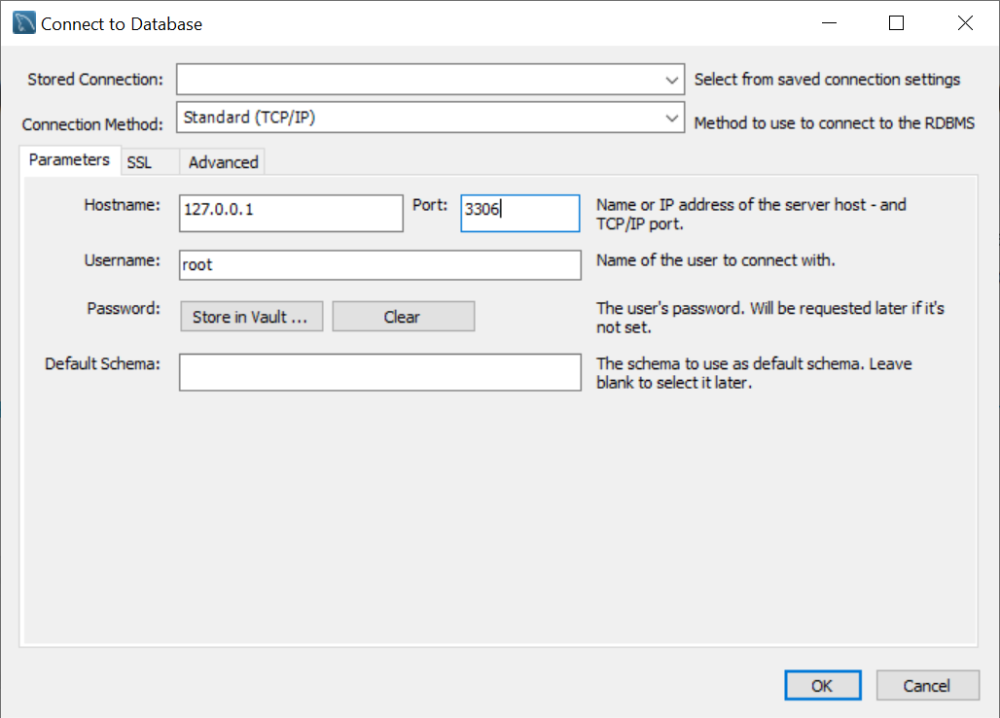 Connect to Database
Stored Connection:
Select from saved connection settings
Connection Method:
Standard (TCP/IP)
Method to use to connect to the RDBMS
Parameters
SSL
Advanced
Hostname:
127.0.0.1
Port:
3306
Name or IP address of the server host - and
TCP/IP port.
Username:
root
Name of the user to connect with.
Password:
Store in Vault ...
Clear
The user's password. Will be requested later if it's
not set.
Default Schema:
The schema to use as default schema. Leave
blank to select it later.
OK
Cancel